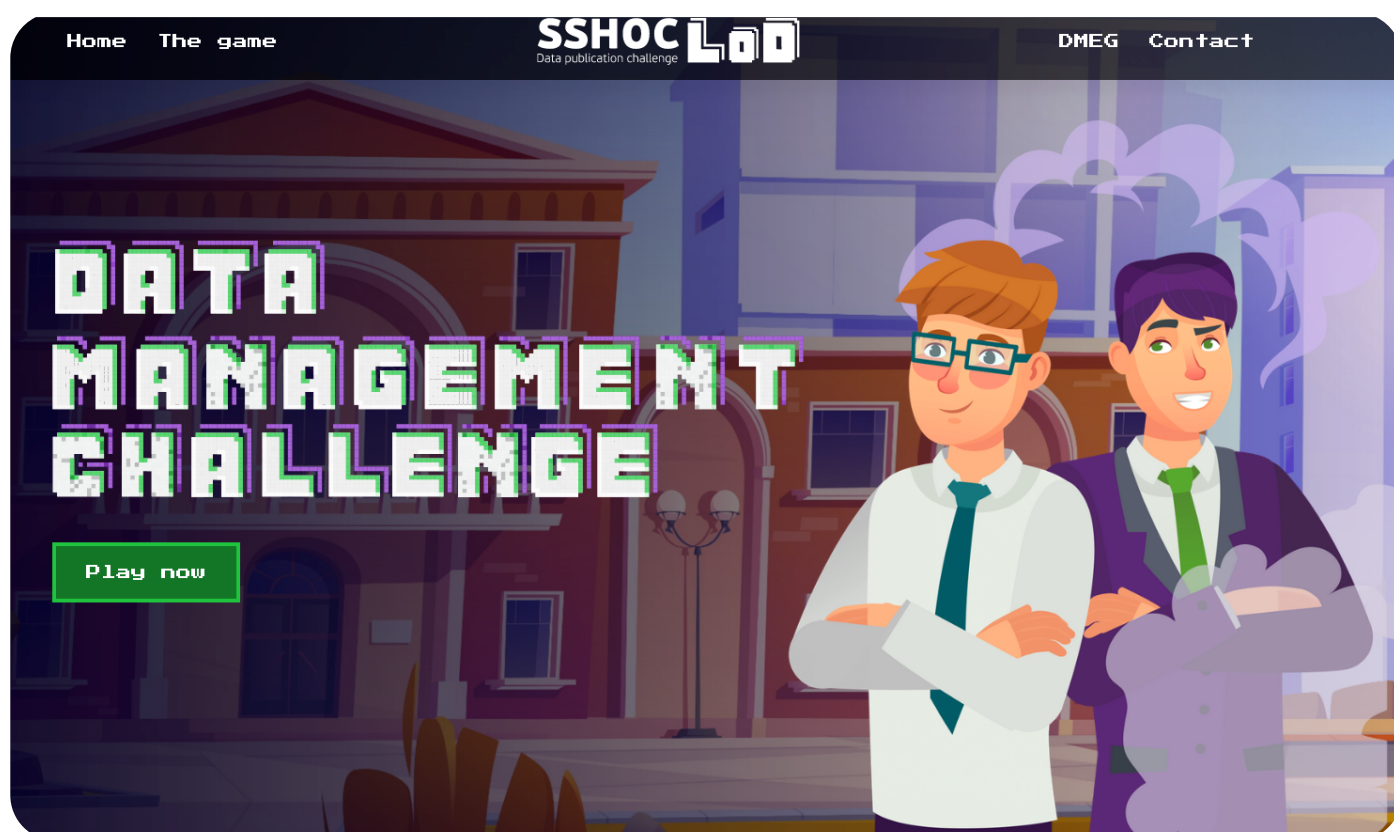 Home The game
SSHOC LoD
Data publication challenge
DMEG Contact
DATA
MANAGEMENT
CHALLENGE
Play now